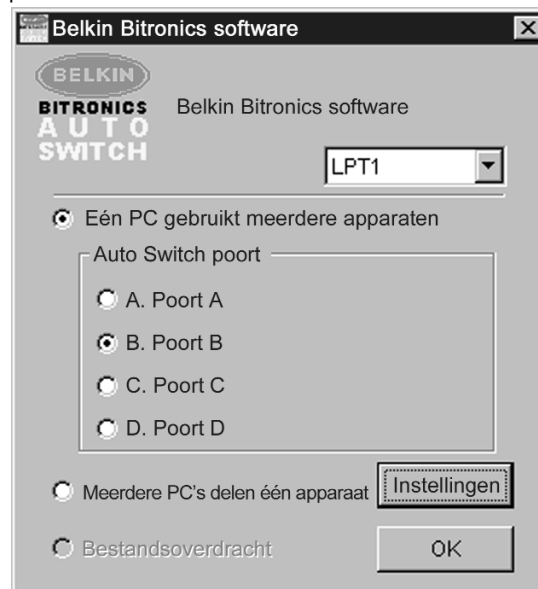 Belkin Bitronics software
BELKIN
BITRONICS
AUTO
SWITCH
Belkin Bitronics software
LPT1
Eén PC gebruikt meerdere apparaten
Auto Switch poort
A. Poort A
B. Poort B
C. Poort C
D. Poort D
Meerdere PC's delen één apparaat
Instellingen
Bestandsoverdracht
OK